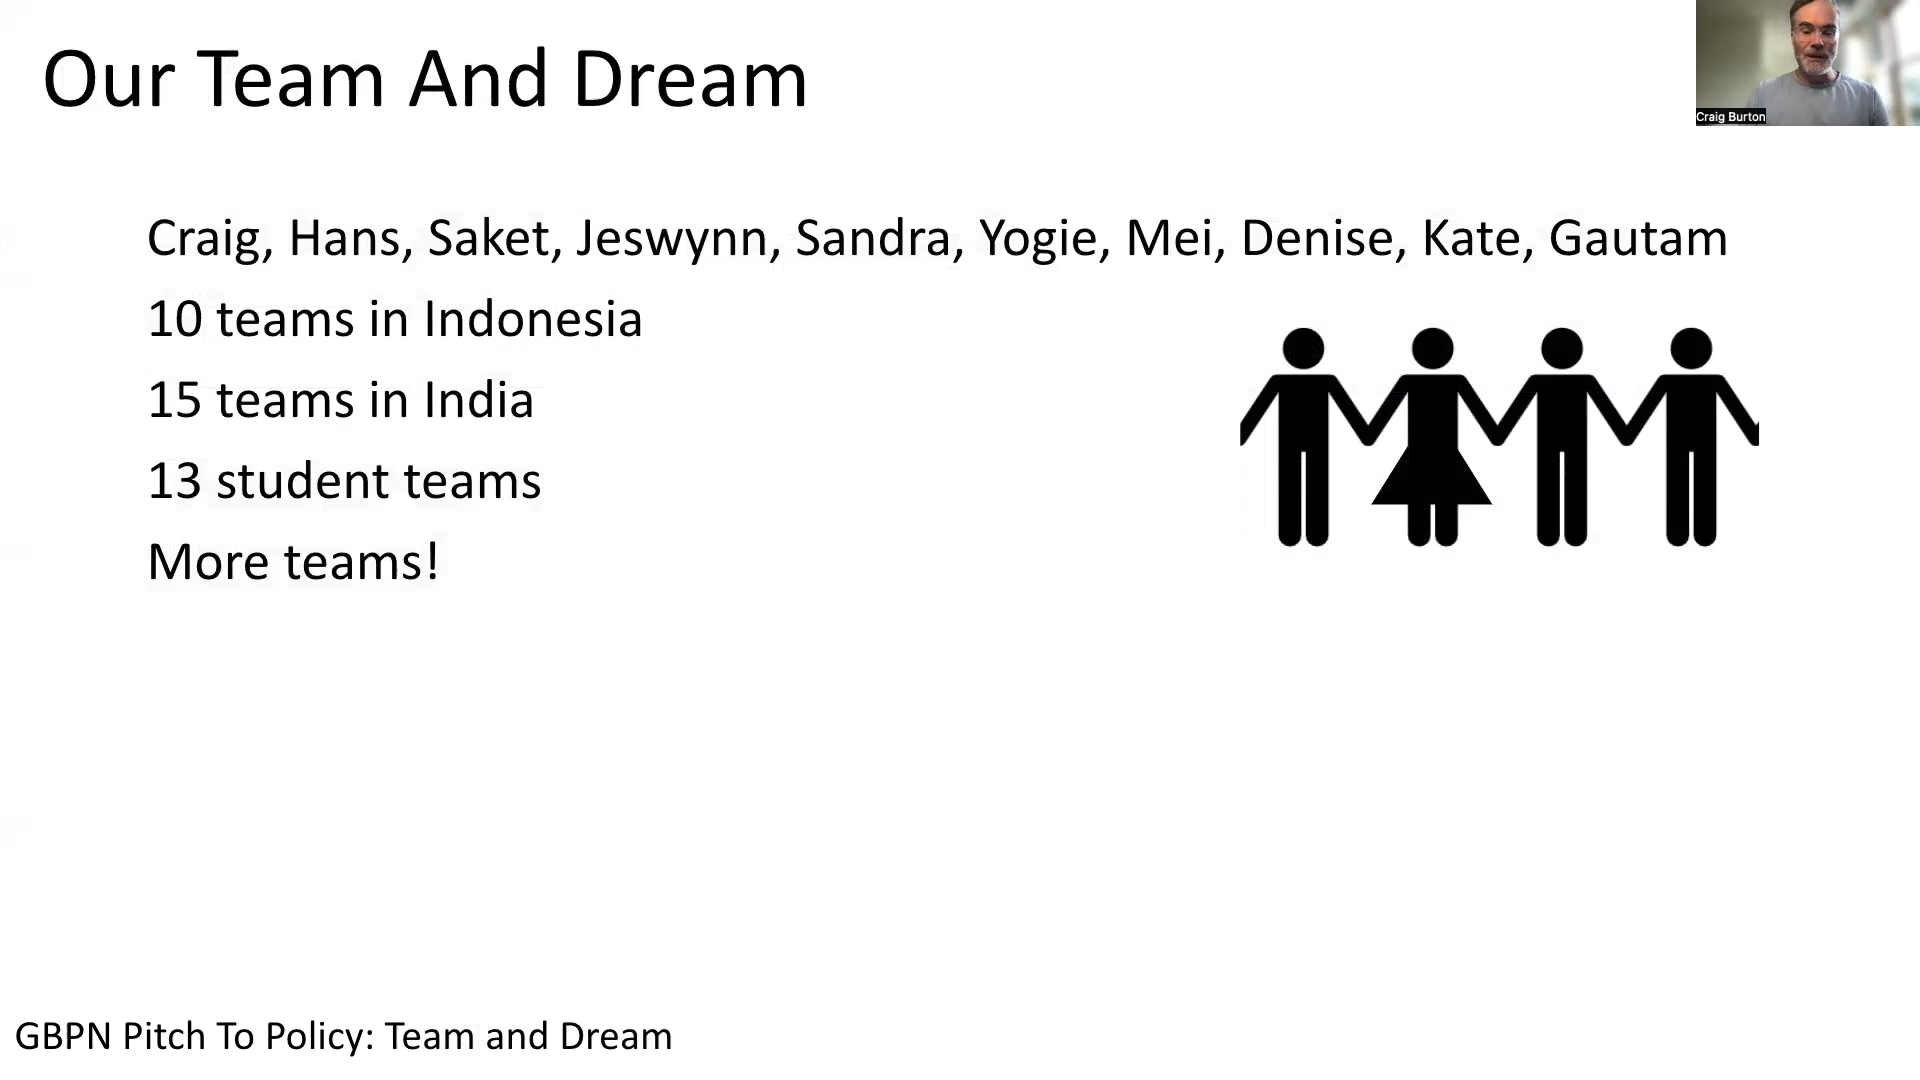 Our Team And Dream
Craig Burton
Craig, Hans, Saket, Jeswynn, Sandra, Yogie, Mei, Denise, Kate, Gautam
10 teams in Indonesia
15 teams in India
13 student teams
More teams!
GBPN Pitch To Policy: Team and Dream